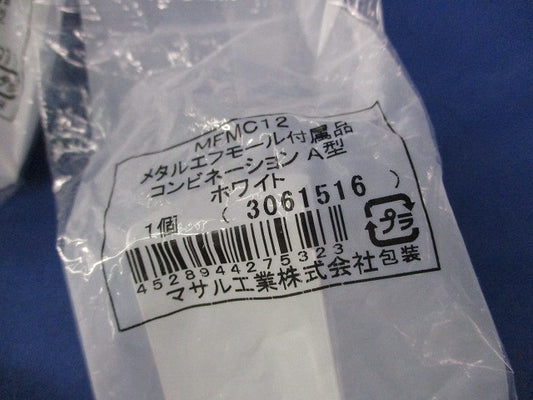 MFMC12
メタルエフモール付属品
コンビネーション A型
ホワイト
1個 ( 3061516 )
プラ
4528944275323
マサル工業株式会社包装